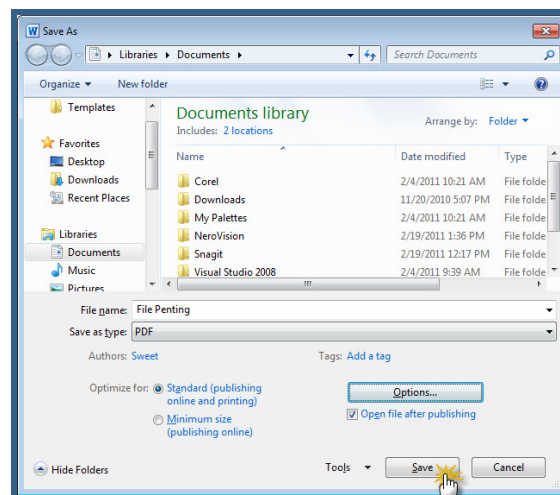 Save As
Libraries Documents
Search Documents
Organize New folder
Templates
Favorites
Desktop
Downloads
Recent Places
Libraries
Documents
Music
Pictures
Documents library
Includes: 2 locations
Arrange by: Folder
Name Date modified Type
Corel 2/4/2011 10:21 AM File folde
Downloads 11/20/2010 5:07 PM File folde
My Palettes 2/4/2011 10:21 AM File folde
NeroVision 2/19/2011 1:36 PM File folde
Snagit 2/19/2011 12:17 PM File folde
Visual Studio 2008 2/4/2011 9:39 AM File folde
File name: File Penting
Save as type: PDF
Authors: Sweet Tags: Add a tag
Optimize for: Standard (publishing
online and printing)
Minimum size
(publishing online)
Options...
Open file after publishing
Hide Folders Tools Save Cancel